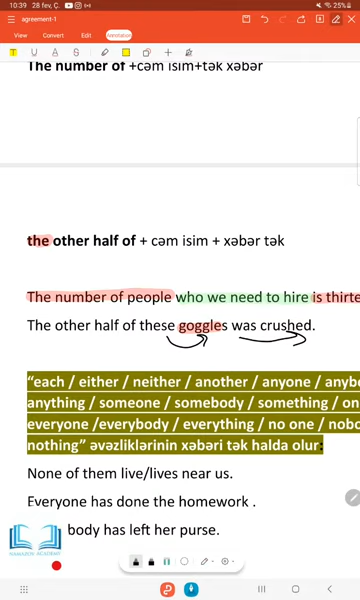 10:39 28 fev, Ç. 25%
agreement-1
View Convert Edit Annotation
The number of +cəm isim+tək xəbər
the other half of + cəm isim + xəbər tək
The number of people who we need to hire is thirte
The other half of these goggles was crushed.
“each / either / neither / another / anyone / anybo
anything / someone / somebody / something / on
everyone /everybody / everything / no one / nobo
nothing” əvəzliklərinin xəbəri tək halda olur:
None of them live/lives near us.
Everyone has done the homework .
body has left her purse.
RAMAZANOV ACADEMY